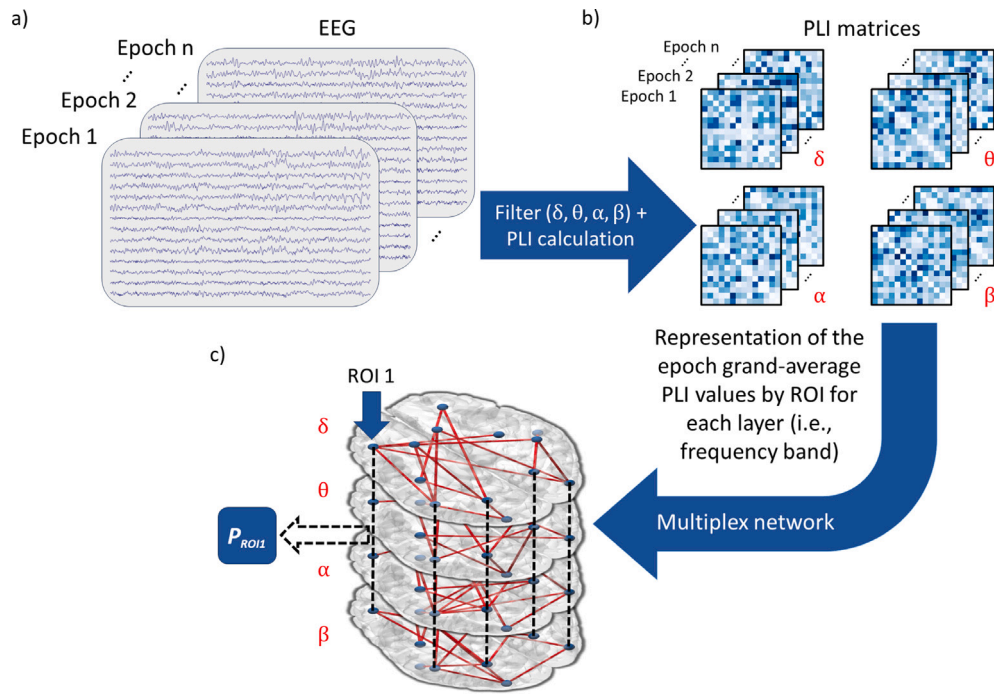 a)
EEG
Epoch n
...
Epoch 2
...
Epoch 1
...
Filter (δ, θ, α, β) +
PLI calculation
b)
PLI matrices
Epoch n
...
Epoch 2
Epoch 1
δ
θ
α
β
Representation of the
epoch grand-average
PLI values by ROI for
each layer (i.e.,
frequency band)
Multiplex network
c)
ROI 1
δ
θ
α
β
P_ROI1